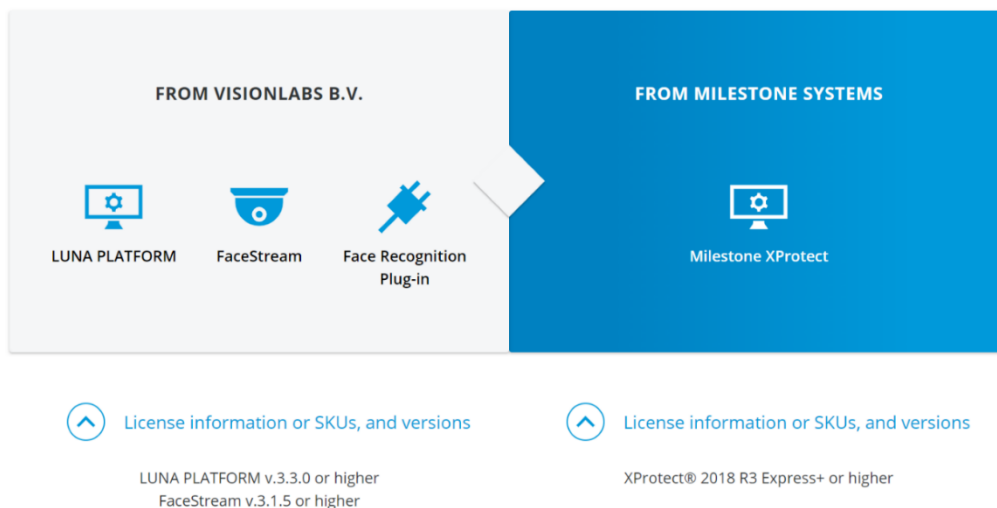 FROM VISIONLABS B.V.
LUNA PLATFORM
FaceStream
Face Recognition
Plug-in
FROM MILESTONE SYSTEMS
Milestone XProtect
License information or SKUs, and versions
LUNA PLATFORM v.3.3.0 or higher
FaceStream v.3.1.5 or higher
License information or SKUs, and versions
XProtect® 2018 R3 Express+ or higher